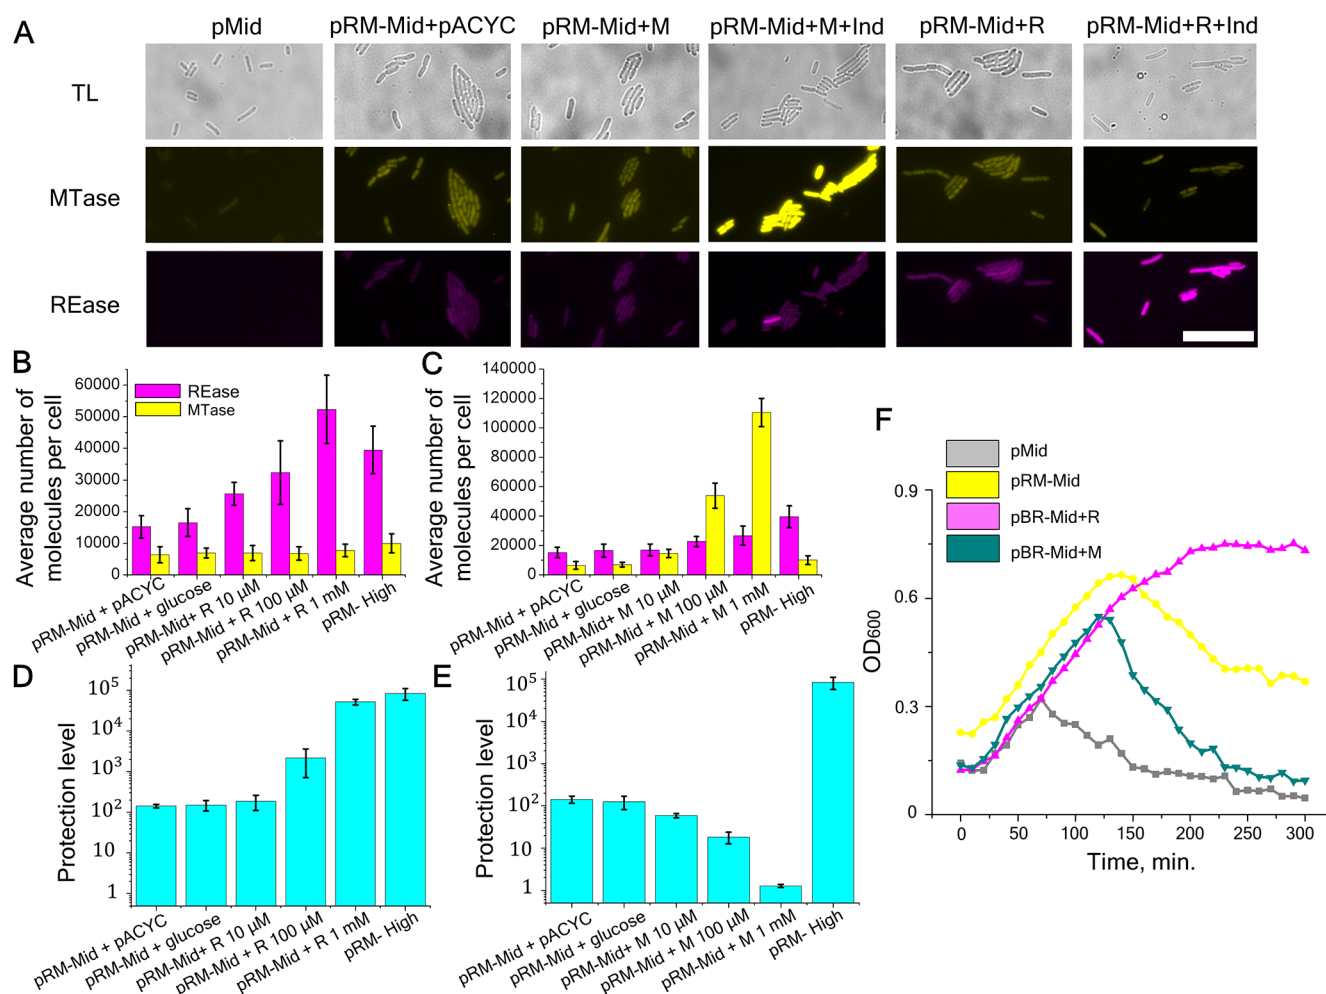 A
pMid
pRM-Mid+pACYC
pRM-Mid+M
pRM-Mid+M+Ind
pRM-Mid+R
pRM-Mid+R+Ind
TL
MTase
REase
B
Average number of
molecules per cell
60000
50000
40000
30000
20000
10000
0
REase
MTase
pRM-Mid + pACYC
pRM-Mid + glucose
pRM-Mid+ R 10 µM
pRM-Mid + R 100 µM
pRM-Mid + R 1 mM
pRM- High
C
Average number of
molecules per cell
140000
120000
100000
80000
60000
40000
20000
0
pRM-Mid + pACYC
pRM-Mid + glucose
pRM-Mid+ M 10 µM
pRM-Mid + M 100 µM
pRM-Mid + M 1 mM
pRM- High
D
Protection level
10⁵
10⁴
10³
10²
10
1
pRM-Mid + pACYC
pRM-Mid + glucose
pRM-Mid+ R 10 µM
pRM-Mid + R 100 µM
pRM-Mid + R 1 mM
pRM- High
E
Protection level
10⁵
10⁴
10³
10²
10
1
pRM-Mid + pACYC
pRM-Mid + glucose
pRM-Mid+ M 10 µM
pRM-Mid + M 100 µM
pRM-Mid + M 1 mM
pRM- High
F
pMid
pRM-Mid
pBR-Mid+R
pBR-Mid+M
OD600
0.9
0.6
0.3
0
0
50
100
150
200
250
300
Time, min.